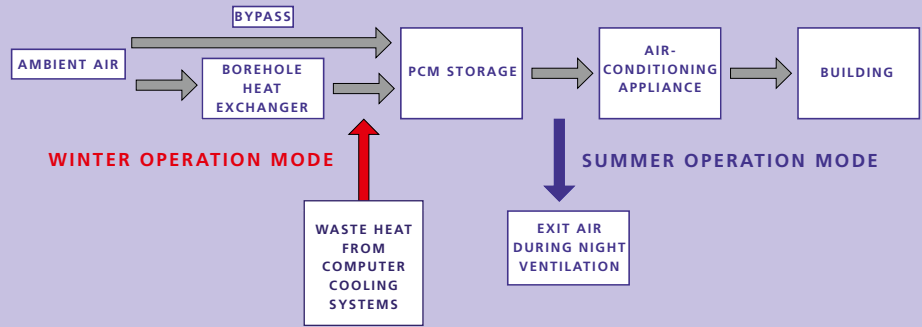 BYPASS
AMBIENT AIR
BOREHOLE
HEAT
EXCHANGER
PCM STORAGE
AIR-
CONDITIONING
APPLIANCE
BUILDING
WINTER OPERATION MODE
SUMMER OPERATION MODE
WASTE HEAT
FROM
COMPUTER
COOLING
SYSTEMS
EXIT AIR
DURING NIGHT
VENTILATION